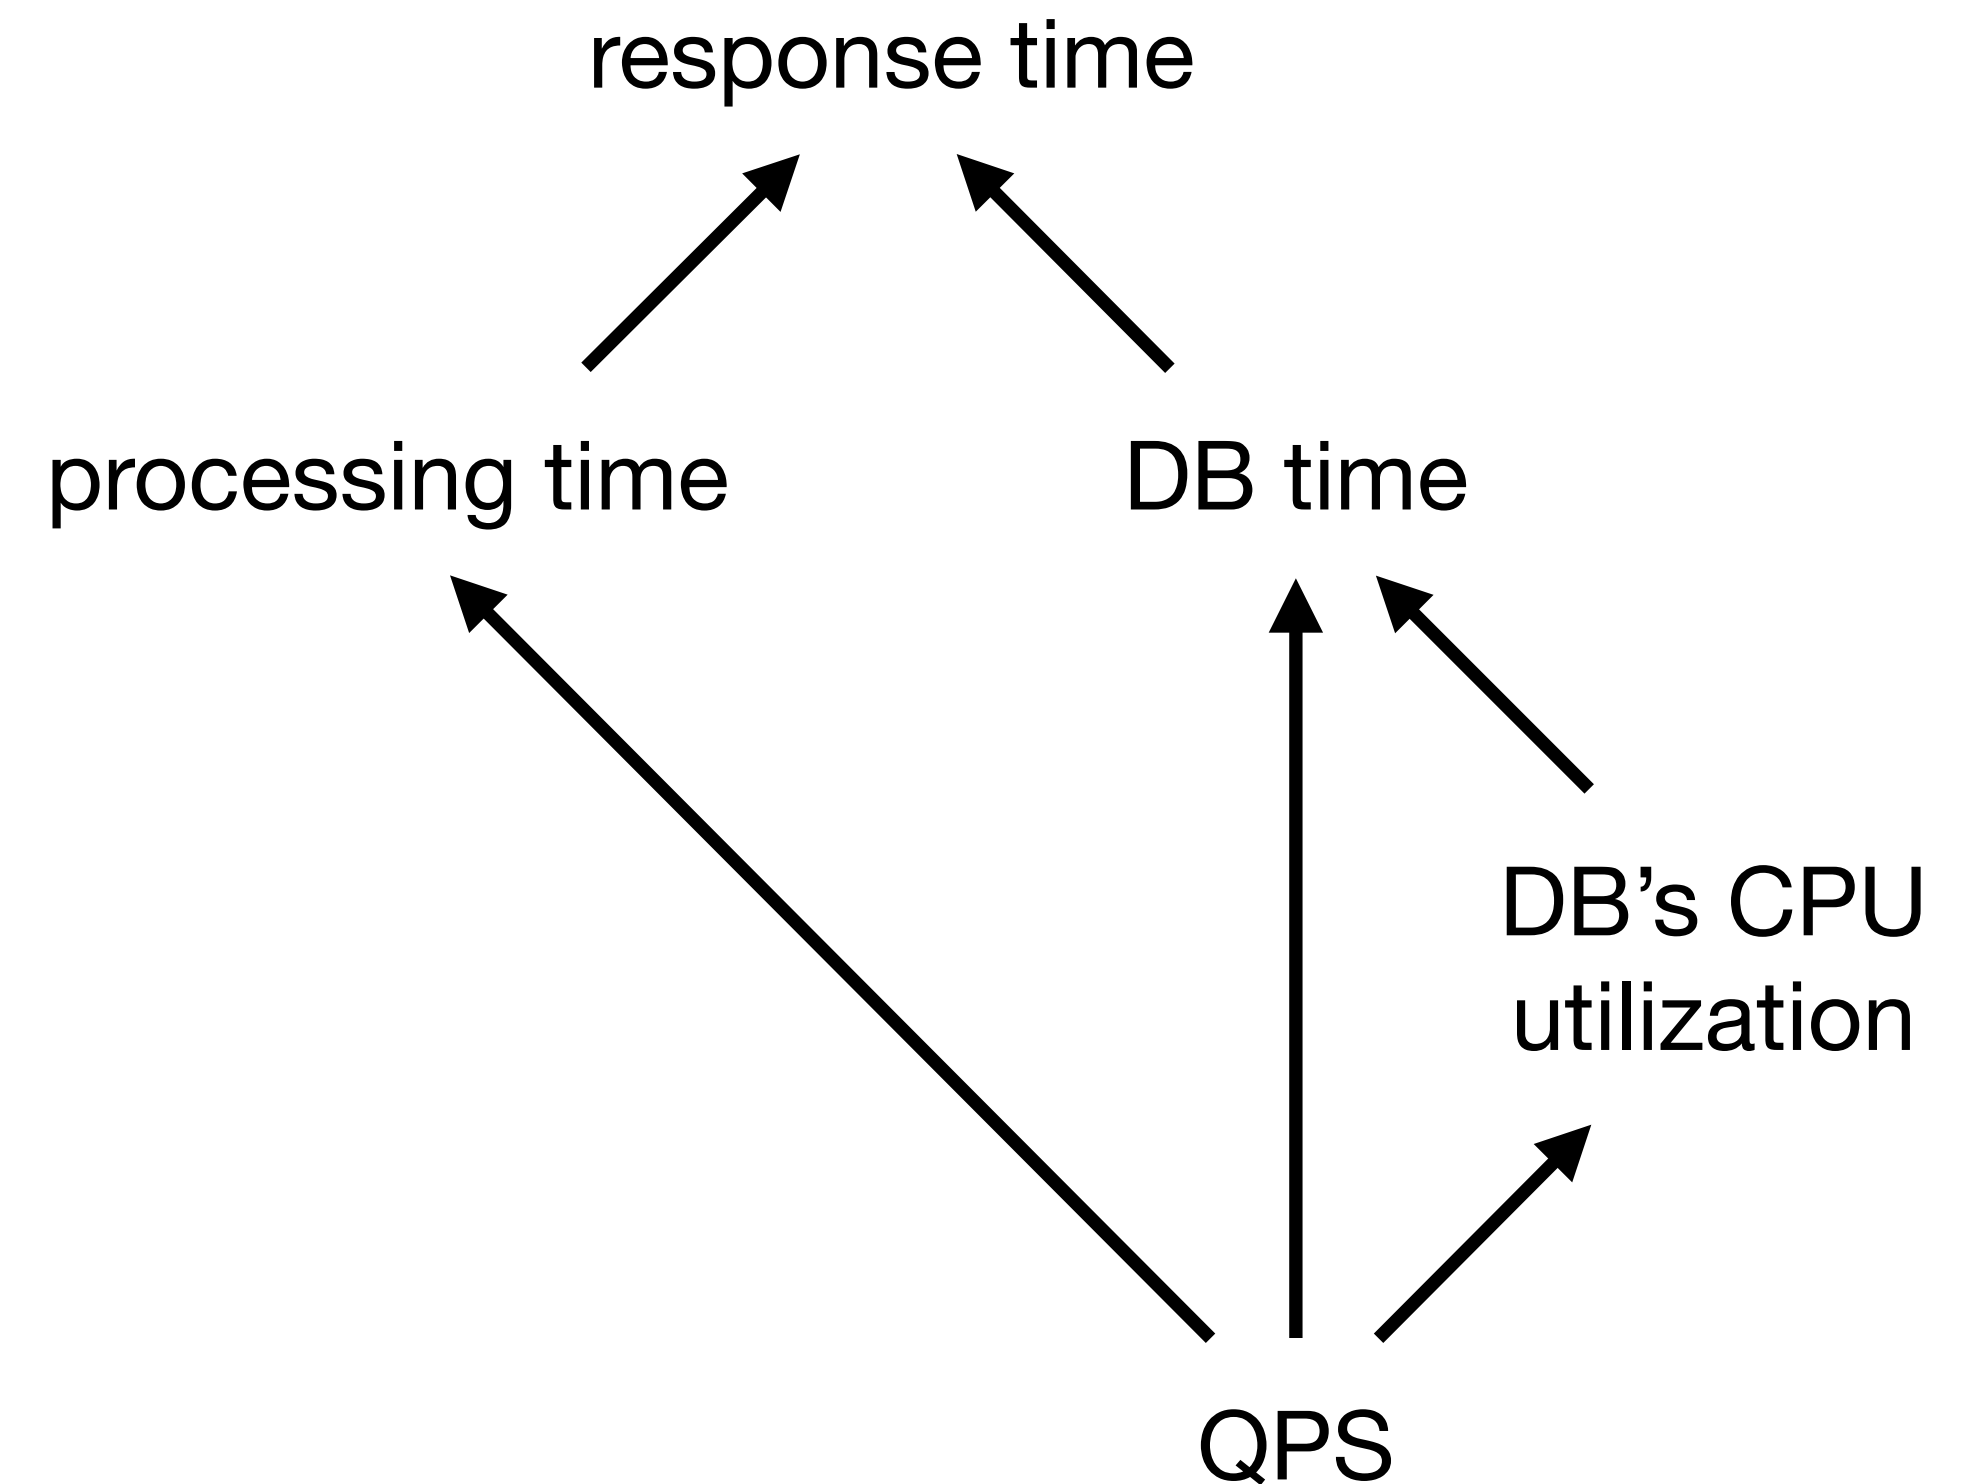 response time
processing time
DB time
DB’s CPU
utilization
QPS